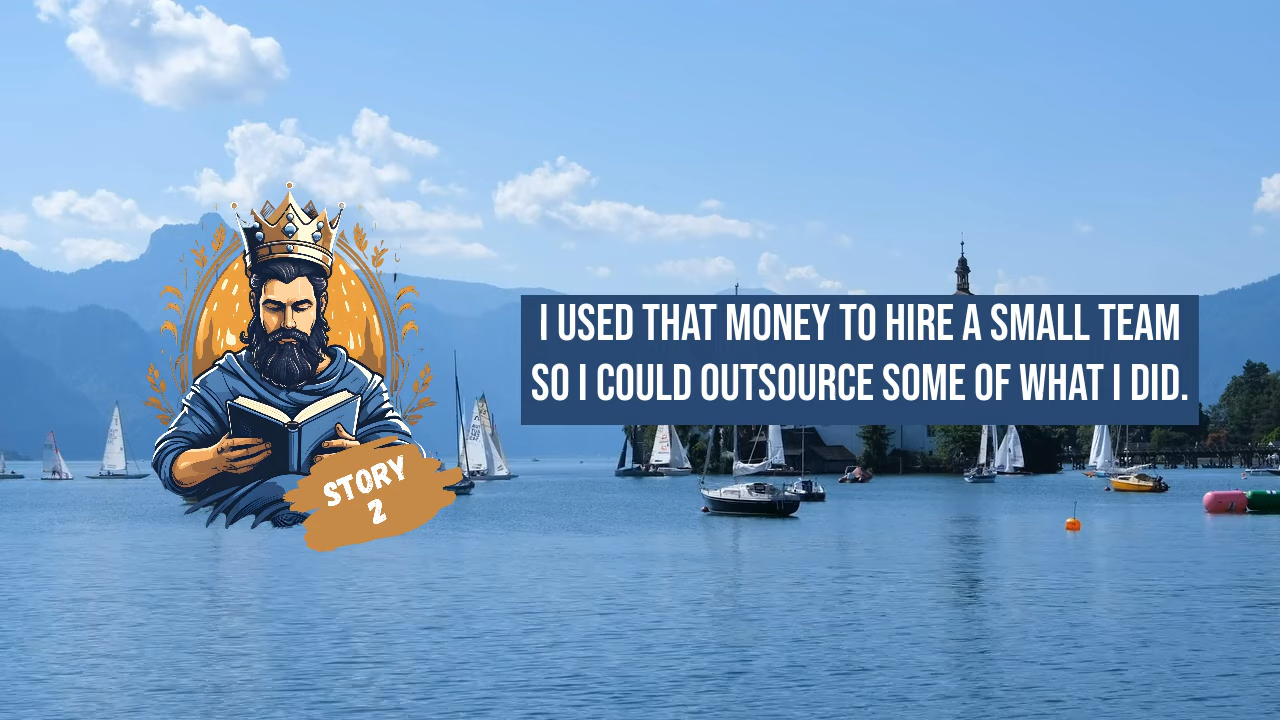 I USED THAT MONEY TO HIRE A SMALL TEAM
SO I COULD OUTSOURCE SOME OF WHAT I DID.
STORY
2